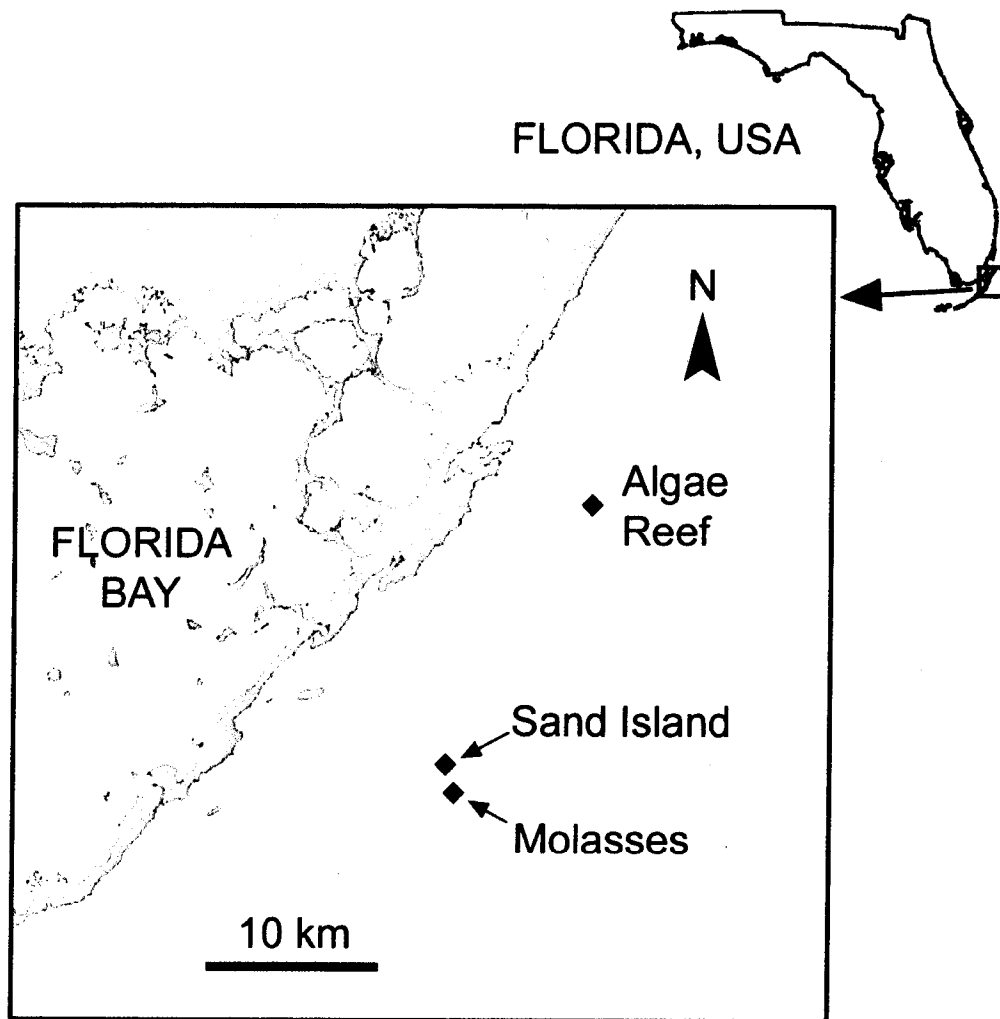 FLORIDA, USA
N
Algae
Reef
FLORIDA
BAY
Sand Island
Molasses
10 km